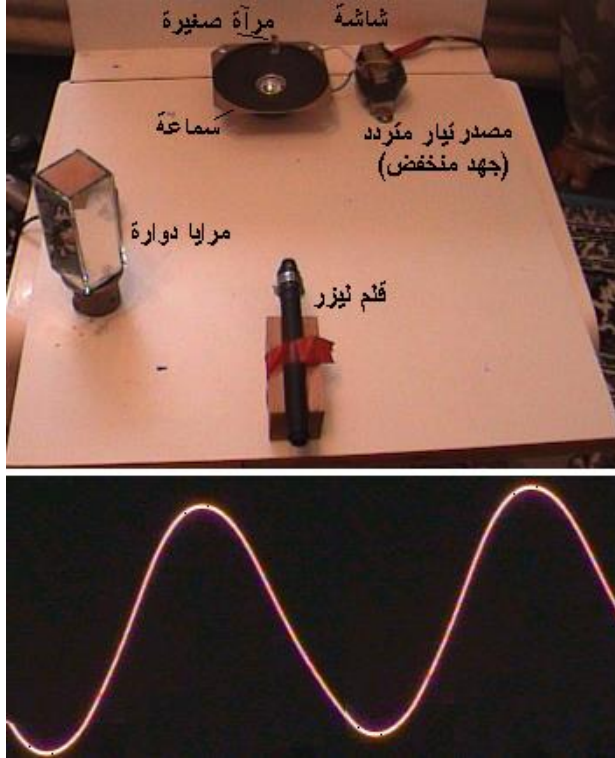 مرآة صغيرة
شاشة
سماعة
مصدر تيار متردد
(جهد منخفض)
مرايا دوارة
قلم ليزر